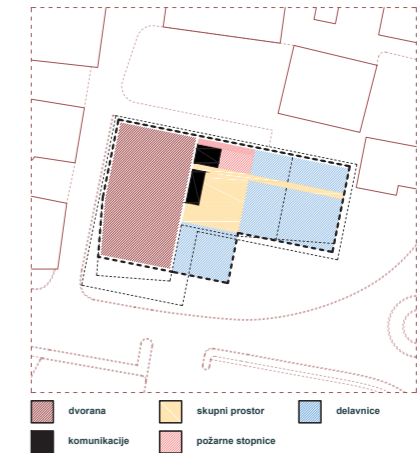 dvorana
skupni prostor
delavnice
komunikacije
požarne stopnice